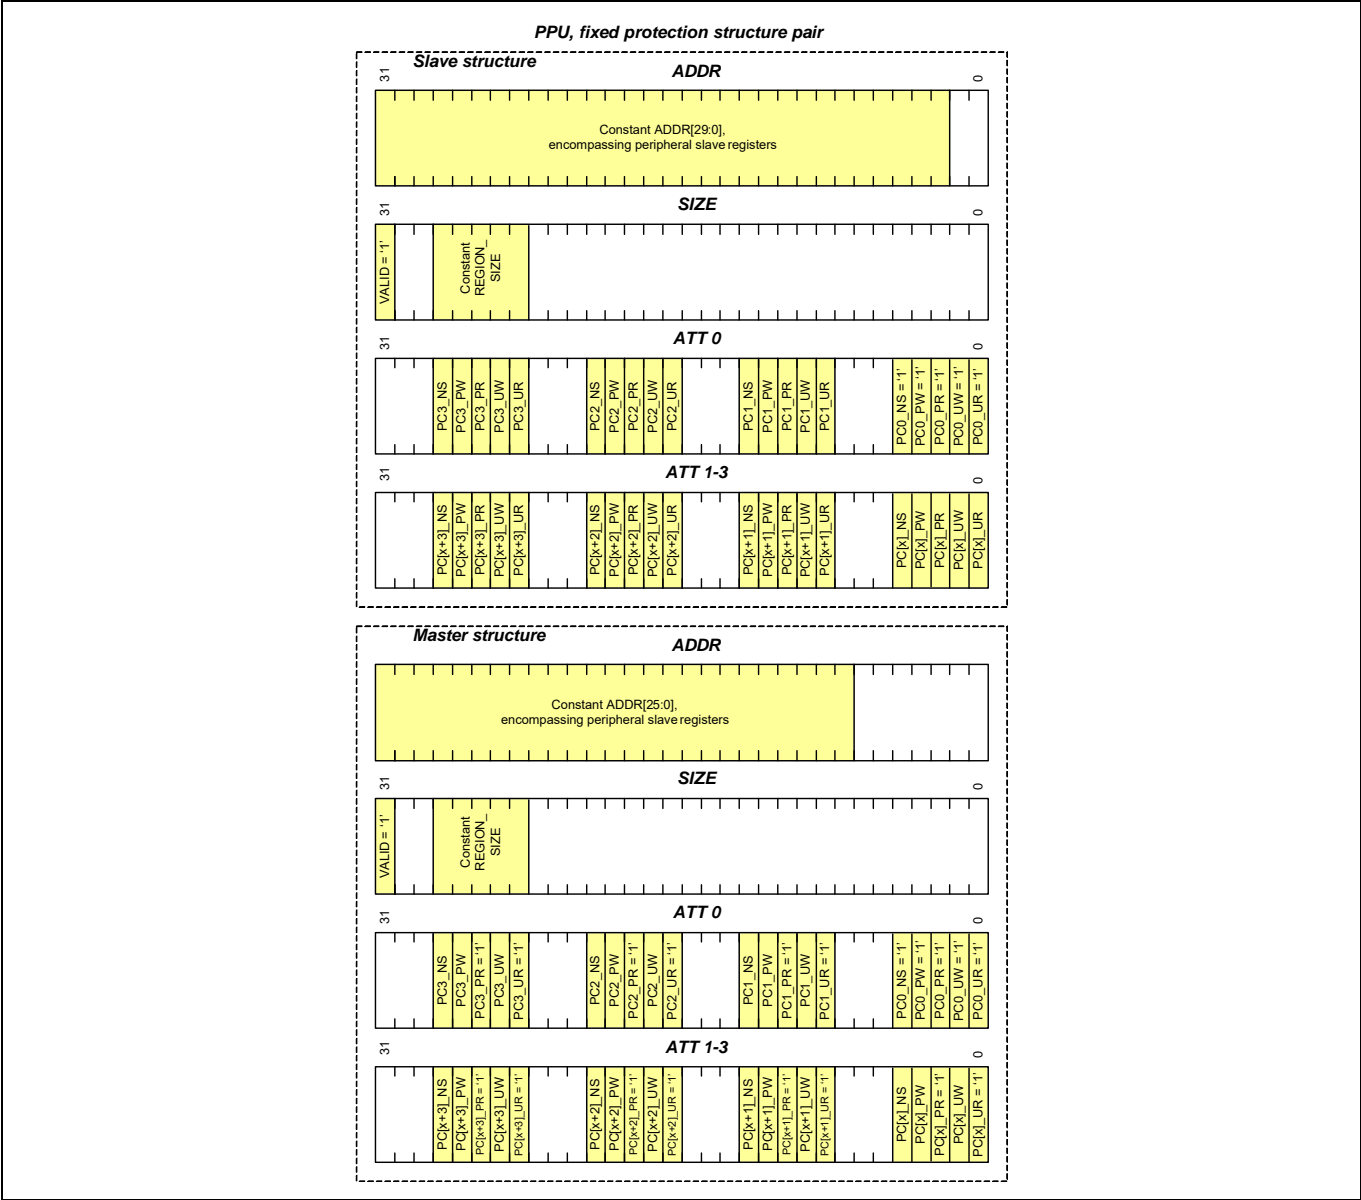 PPU, fixed protection structure pair
Slave structure
ADDR
31
0
Constant ADDR[29:0],
encompassing peripheral slave registers
SIZE
31
0
VALID = '1'
Constant
REGION_
SIZE
ATT 0
31
0
PC3_NS
PC3_PW
PC3_PR
PC3_UW
PC3_UR
PC2_NS
PC2_PW
PC2_PR
PC2_UW
PC2_UR
PC1_NS
PC1_PW
PC1_PR
PC1_UW
PC1_UR
PC0_NS = '1'
PC0_PW = '1'
PC0_PR = '1'
PC0_UW = '1'
PC0_UR = '1'
ATT 1-3
31
0
PC[x+3]_NS
PC[x+3]_PW
PC[x+3]_PR
PC[x+3]_UW
PC[x+3]_UR
PC[x+2]_NS
PC[x+2]_PW
PC[x+2]_PR
PC[x+2]_UW
PC[x+2]_UR
PC[x+1]_NS
PC[x+1]_PW
PC[x+1]_PR
PC[x+1]_UW
PC[x+1]_UR
PC[x]_NS
PC[x]_PW
PC[x]_PR
PC[x]_UW
PC[x]_UR
Master structure
ADDR
31
0
Constant ADDR[25:0],
encompassing peripheral slave registers
SIZE
31
0
VALID = '1'
Constant
REGION_
SIZE
ATT 0
31
0
PC3_NS
PC3_PW
PC3_PR = '1'
PC3_UW
PC3_UR = '1'
PC2_NS
PC2_PW
PC2_PR = '1'
PC2_UW
PC2_UR = '1'
PC1_NS
PC1_PW
PC1_PR = '1'
PC1_UW
PC1_UR = '1'
PC0_NS = '1'
PC0_PW = '1'
PC0_PR = '1'
PC0_UW = '1'
PC0_UR = '1'
ATT 1-3
31
0
PC[x+3]_NS
PC[x+3]_PW
PC[x+3]_PR = '1'
PC[x+3]_UW
PC[x+3]_UR = '1'
PC[x+2]_NS
PC[x+2]_PW
PC[x+2]_PR = '1'
PC[x+2]_UW
PC[x+2]_UR = '1'
PC[x+1]_NS
PC[x+1]_PW
PC[x+1]_PR = '1'
PC[x+1]_UW
PC[x+1]_UR = '1'
PC[x]_NS
PC[x]_PW
PC[x]_PR = '1'
PC[x]_UW
PC[x]_UR = '1'